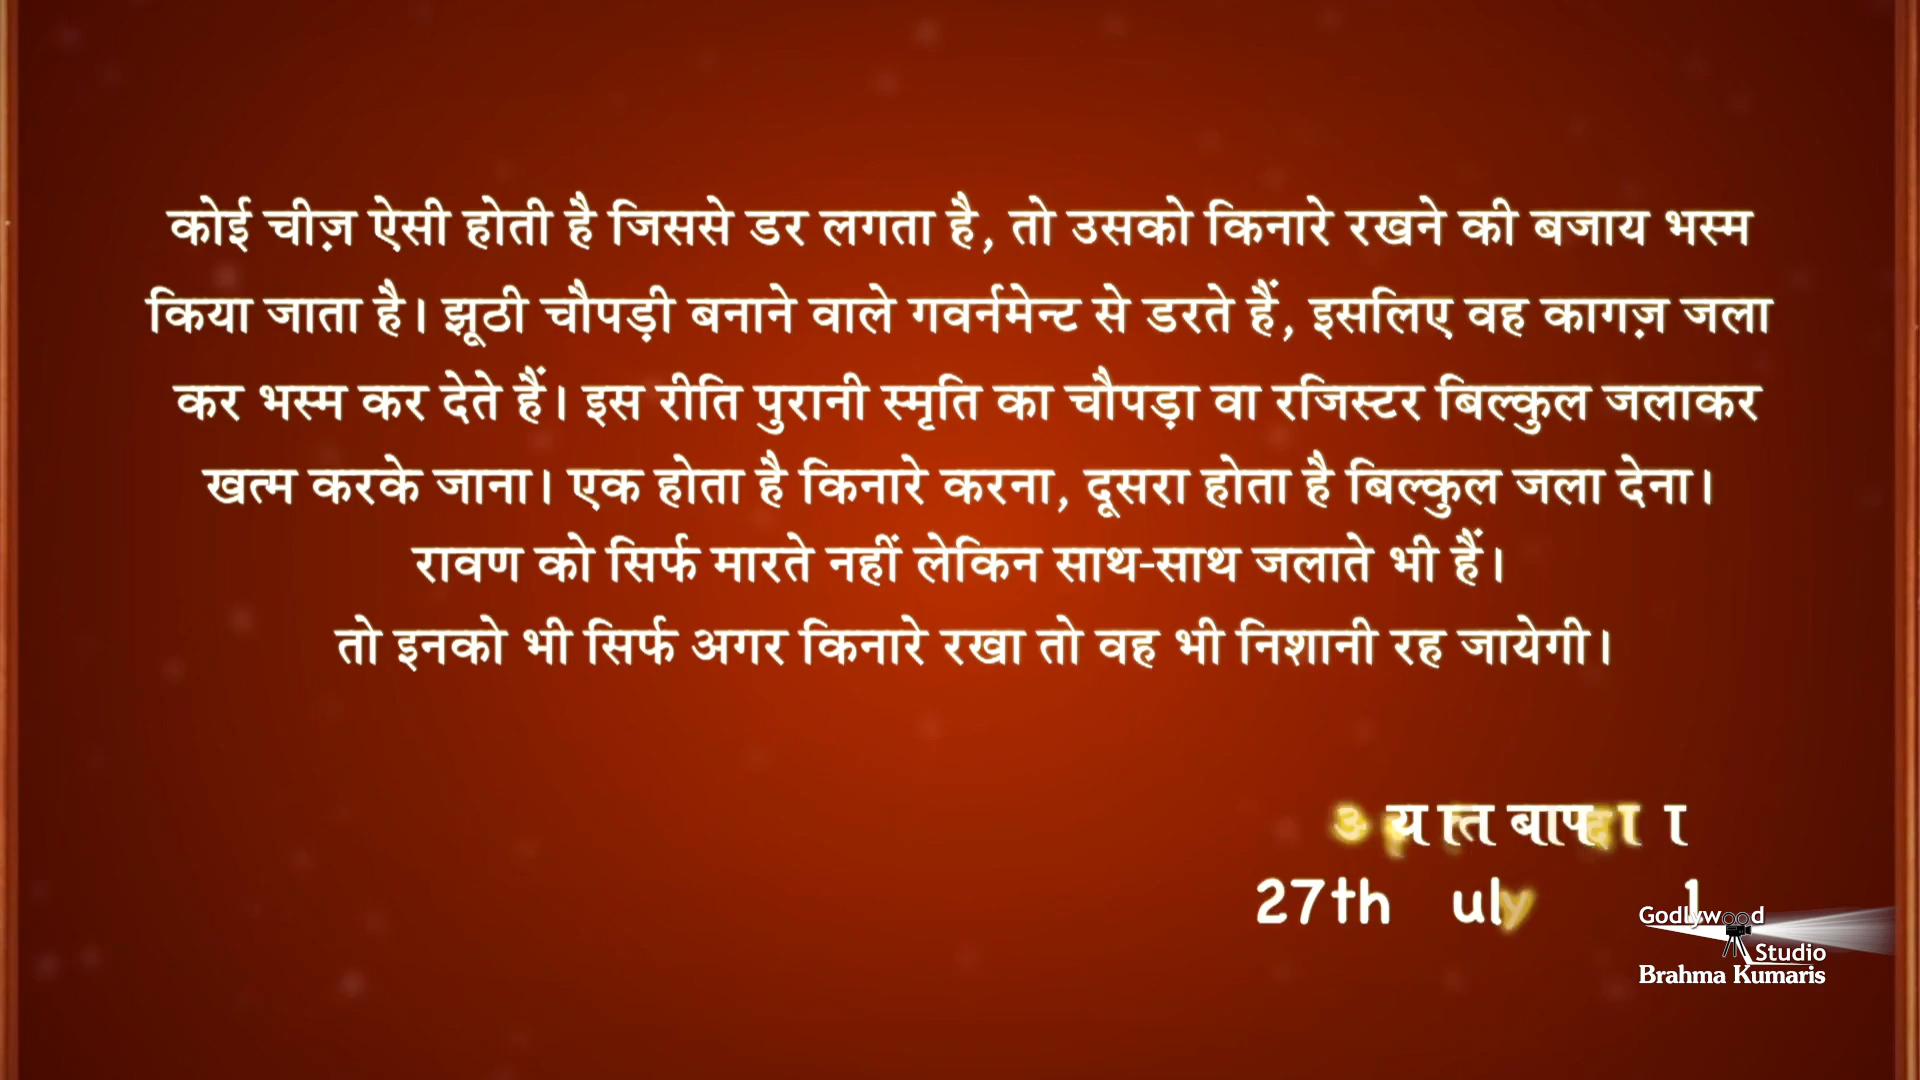 कोई चीज़ ऐसी होती है जिससे डर लगता है, तो उसको किनारे रखने की बजाय भस्म
किया जाता है। झूठी चौपड़ी बनाने वाले गवर्नमेन्ट से डरते हैं, इसलिए वह कागज़ जला
कर भस्म कर देते हैं। इस रीति पुरानी स्मृति का चौपड़ा वा रजिस्टर बिल्कुल जलाकर
खत्म करके जाना। एक होता है किनारे करना, दूसरा होता है बिल्कुल जला देना।
रावण को सिर्फ मारते नहीं लेकिन साथ-साथ जलाते भी हैं।
तो इनको भी सिर्फ अगर किनारे रखा तो वह भी निशानी रह जायेगी।
27th
Godlywood
Studio
Brahma Kumaris